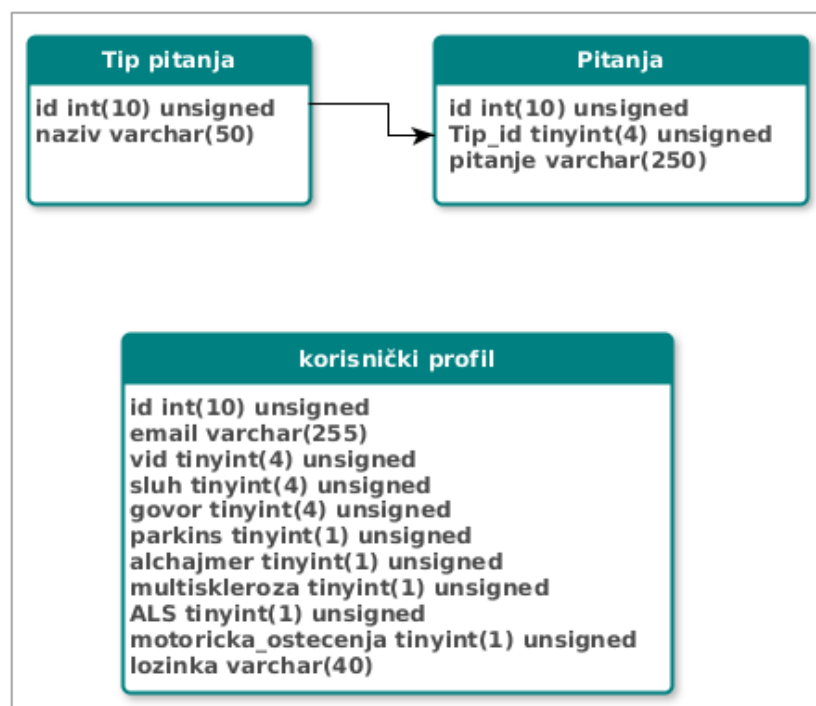 Tip pitanja
id int(10) unsigned
naziv varchar(50)
Pitanja
id int(10) unsigned
Tip_id tinyint(4) unsigned
pitanje varchar(250)
korisnički profil
id int(10) unsigned
email varchar(255)
vid tinyint(4) unsigned
sluh tinyint(4) unsigned
govor tinyint(4) unsigned
parkins tinyint(1) unsigned
alchajmer tinyint(1) unsigned
multiskleroza tinyint(1) unsigned
ALS tinyint(1) unsigned
motoricka_ostecenja tinyint(1) unsigned
lozinka varchar(40)